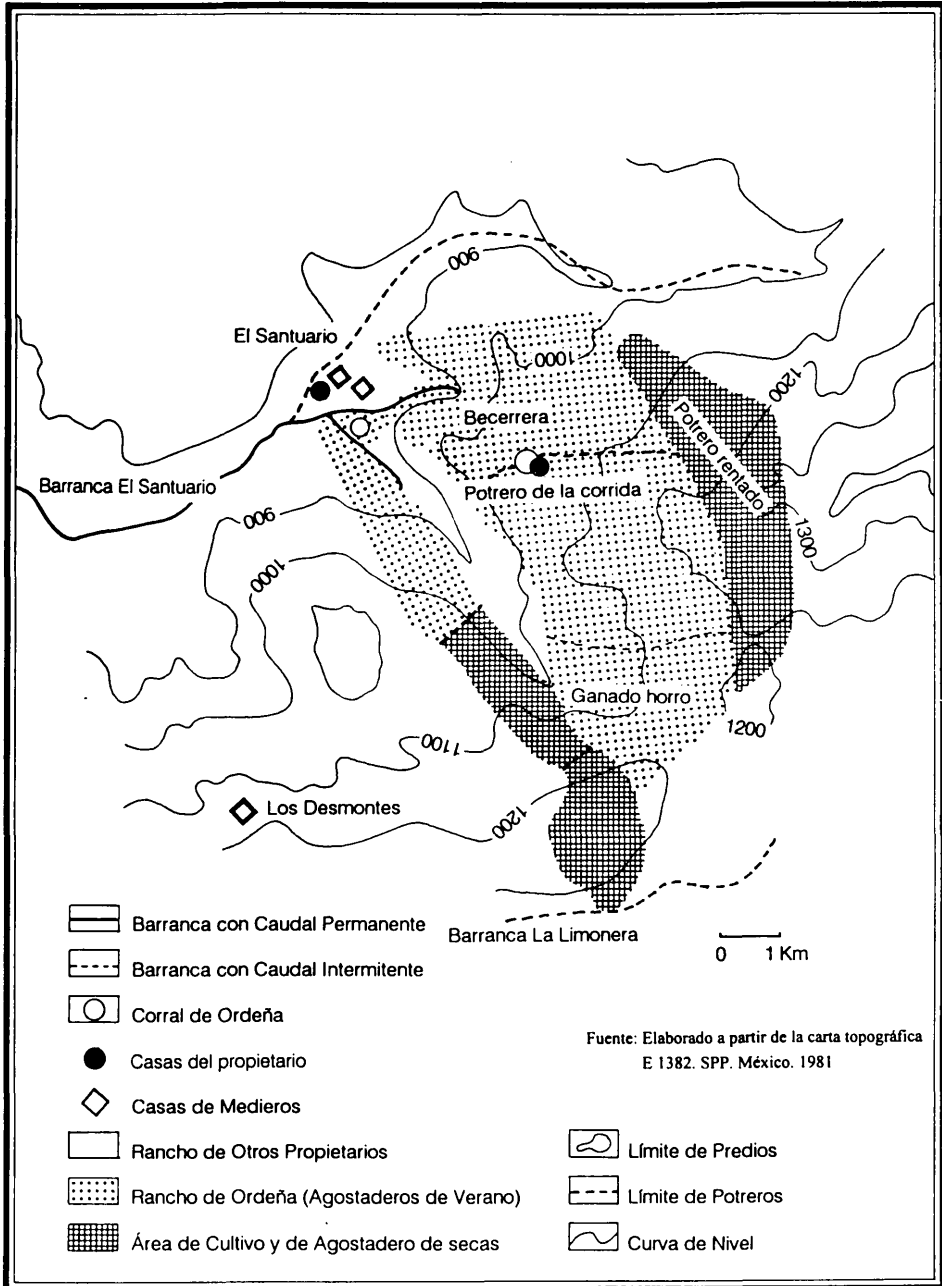 900
El Santuario
1000
1200
Becerrera
Potrero rentado
Barranca El Santuario
Potrero de la corrida
900
1300
1000
Ganado horro
1200
1100
Los Desmontes
1200
Barranca La Limonera
0 1 Km
Barranca con Caudal Permanente
Barranca con Caudal Intermitente
Corral de Ordeña
Fuente: Elaborado a partir de la carta topográfica
E 1382. SPP. México. 1981
Casas del propietario
Casas de Medieros
Rancho de Otros Propietarios
Límite de Predios
Rancho de Ordeña (Agostaderos de Verano)
Límite de Potreros
Área de Cultivo y de Agostadero de secas
Curva de Nivel